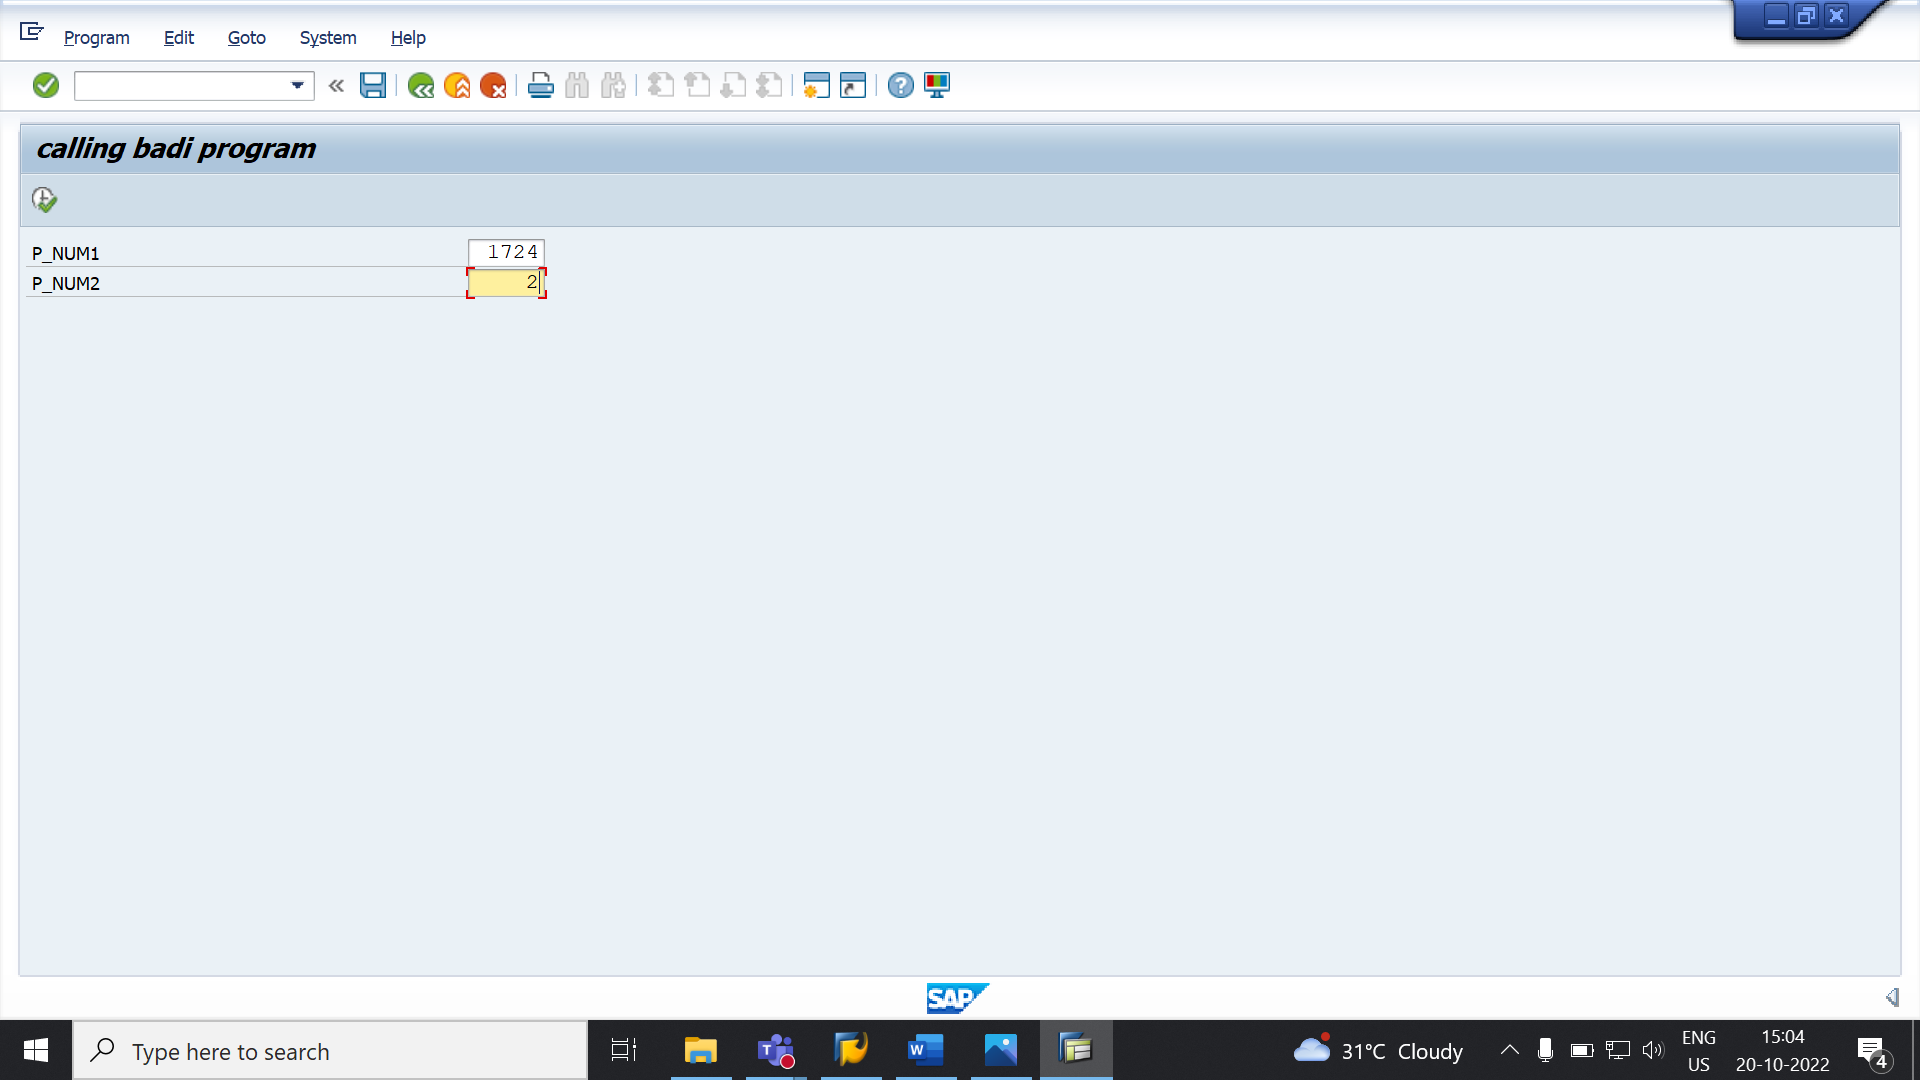 Program Edit Goto System Help
calling badi program
P_NUM1 1724
P_NUM2 2
SAP
Type here to search
31°C Cloudy
ENG 15:04
US 20-10-2022
4